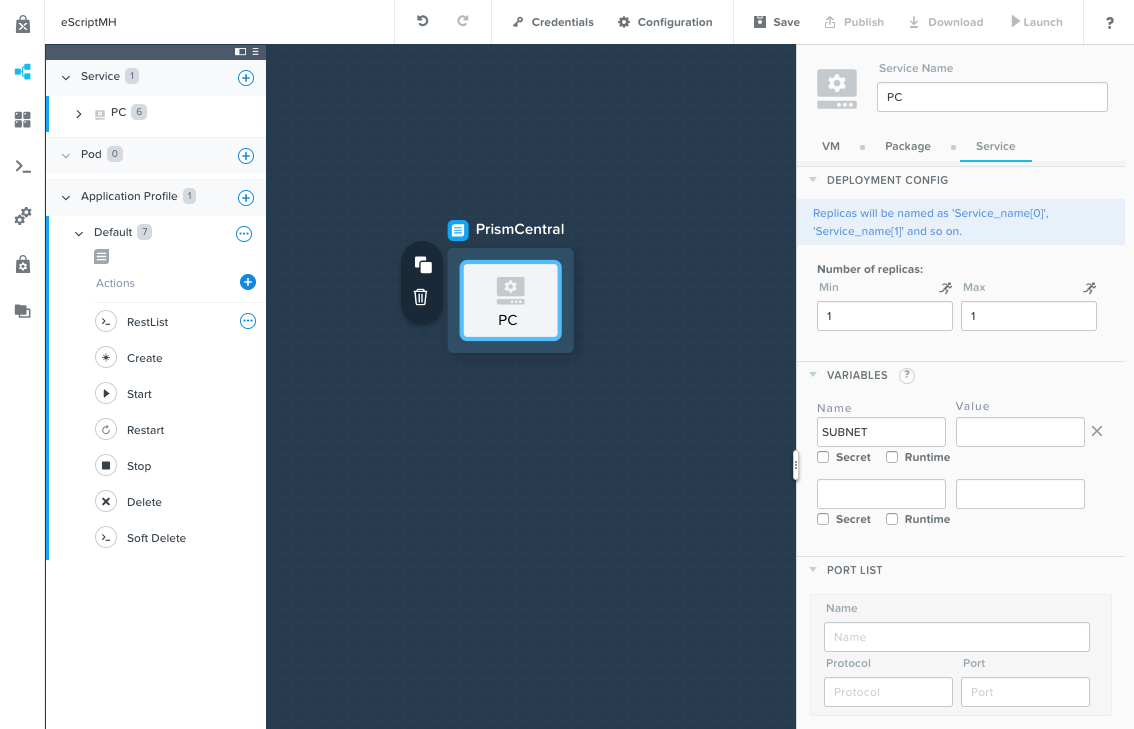 eScriptMH
Credentials
Configuration
Save
Publish
Download
Launch
?
Service 1
PC 6
Pod 0
Application Profile 1
Default 7
Actions
RestList
Create
Start
Restart
Stop
Delete
Soft Delete
PrismCentral
PC
Service Name
PC
VM
Package
Service
DEPLOYMENT CONFIG
Replicas will be named as 'Service_name[0]',
'Service_name[1]' and so on.
Number of replicas:
Min
Max
1
1
VARIABLES ?
Name
Value
SUBNET
Secret
Runtime
Secret
Runtime
PORT LIST
Name
Name
Protocol
Port
Protocol
Port